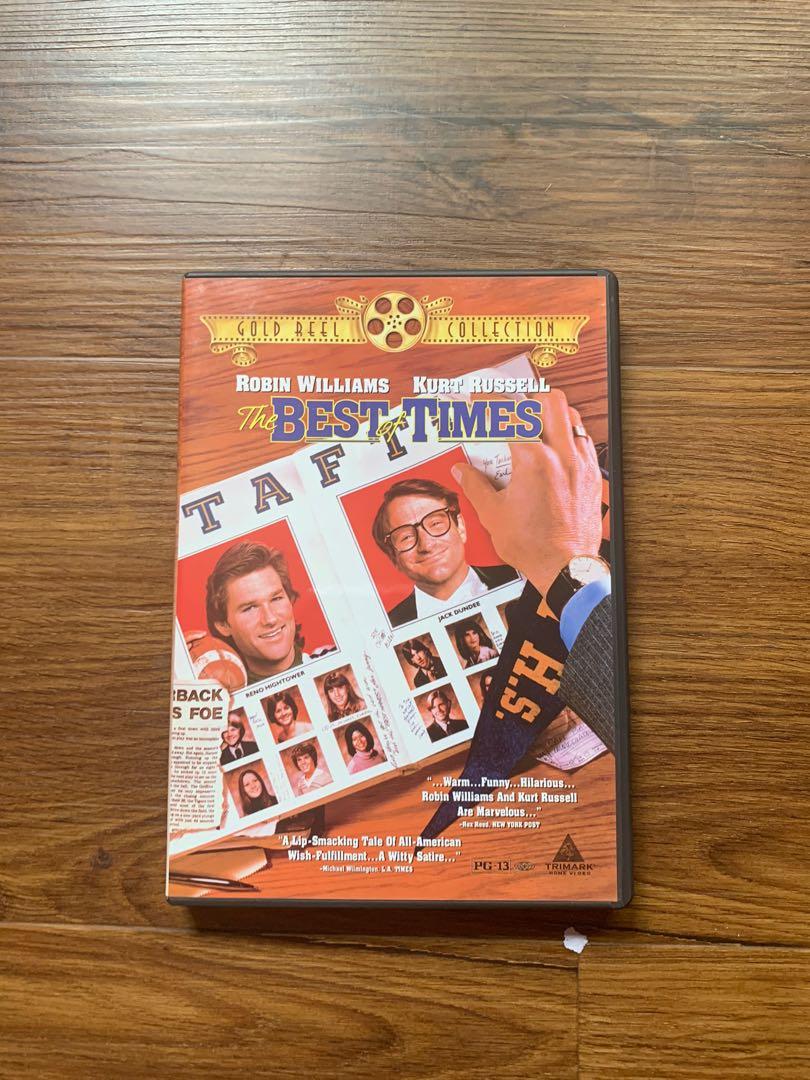 GOLD REEL COLLECTION
ROBIN WILLIAMS KURT RUSSELL
The BEST of TIMES
TAFT
JACK DUNDEE
RENO HIGHTOWER
H.S.
BACK
S FOE
"...Warm...Funny...Hilarious...
Robin Williams And Kurt Russell
Are Marvelous..."
-Rex Reed, NEW YORK POST
"A Lip-Smacking Tale Of All-American
Wish-Fulfillment...A Witty Satire..."
-Michael Wilmington, L.A. TIMES
PG-13
TRIMARK
HOME VIDEO